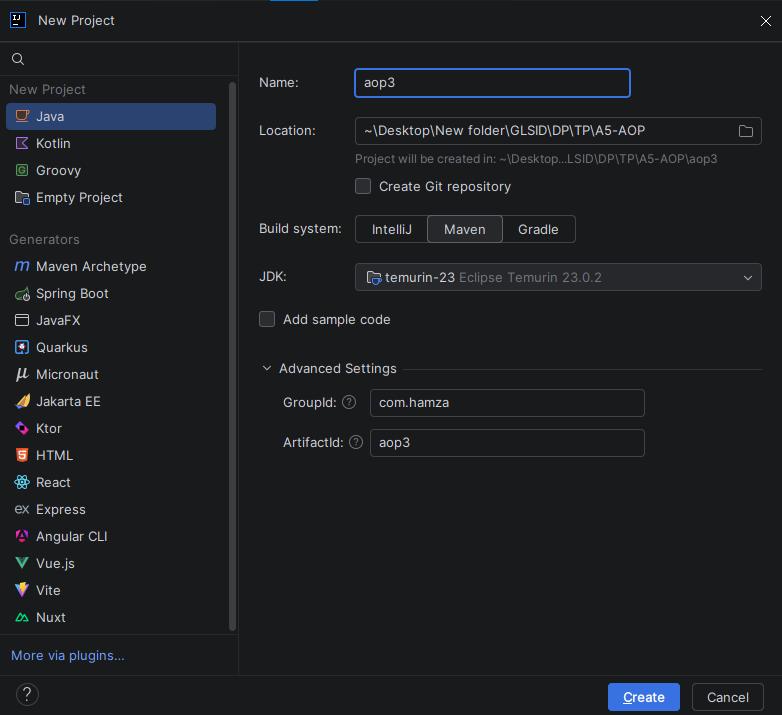 New Project
New Project
Java
Kotlin
Groovy
Empty Project
Generators
Maven Archetype
Spring Boot
JavaFX
Quarkus
Micronaut
Jakarta EE
Ktor
HTML
React
Express
Angular CLI
Vue.js
Vite
Nuxt
More via plugins...
Name: aop3
Location: ~\Desktop\New folder\GLSID\DP\TP\A5-AOP
Project will be created in: ~\Desktop...LSID\DP\TP\A5-AOP\aop3
Create Git repository
Build system: IntelliJ Maven Gradle
JDK: temurin-23 Eclipse Temurin 23.0.2
Add sample code
Advanced Settings
GroupId: ? com.hamza
ArtifactId: ? aop3
? Create Cancel